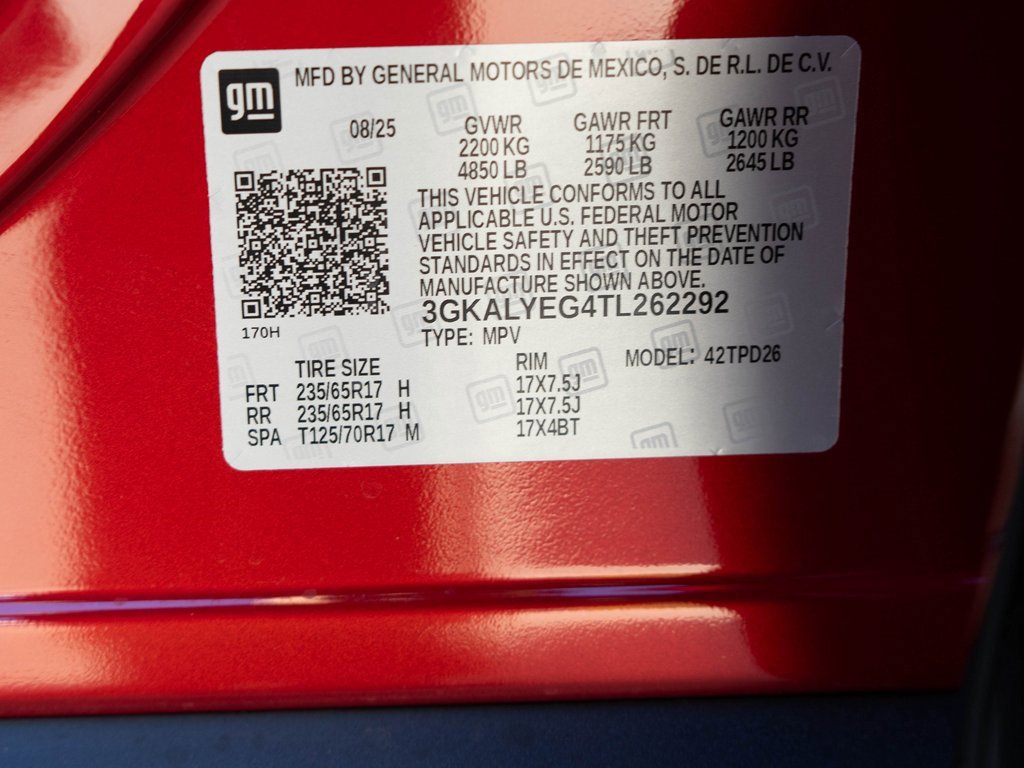 gm
MFD BY GENERAL MOTORS DE MEXICO, S. DE R.L. DE C.V.
08/25 GVWR GAWR FRT GAWR RR
2200 KG 1175 KG 1200 KG
4850 LB 2590 LB 2645 LB
THIS VEHICLE CONFORMS TO ALL
APPLICABLE U.S. FEDERAL MOTOR
VEHICLE SAFETY AND THEFT PREVENTION
STANDARDS IN EFFECT ON THE DATE OF
MANUFACTURE SHOWN ABOVE.
3GKALYEG4TL262292
170H
TYPE: MPV
TIRE SIZE RIM MODEL: 42TPD26
FRT 235/65R17 H 17X7.5J
RR 235/65R17 H 17X7.5J
SPA T125/70R17 M 17X4BT